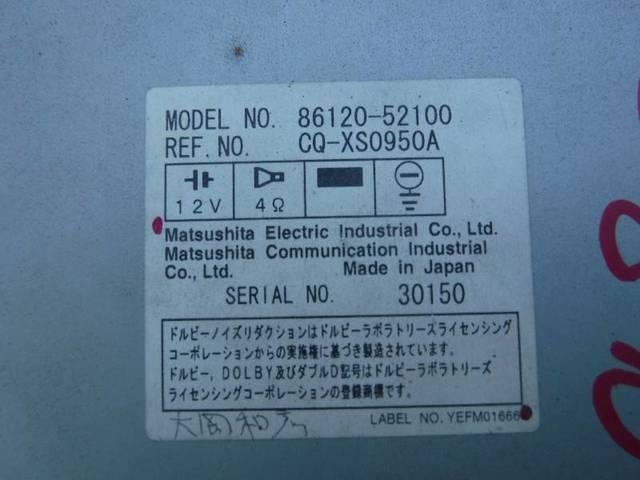 MODEL NO. 86120-52100
REF. NO. CQ-XS0950A
12V 4Ω
Matsushita Electric Industrial Co., Ltd.
Matsushita Communication Industrial
Co., Ltd. Made in Japan
SERIAL NO. 30150
ドルビーノイズリダクションはドルビーラボラトリーズライセンシング
コーポレーションからの実施権に基づき製造されています.
ドルビー, DOLBY及びダブルD記号はドルビーラボラトリーズ
ライセンシングコーポレーションの登録商標です.
LABEL NO. YEFM01666